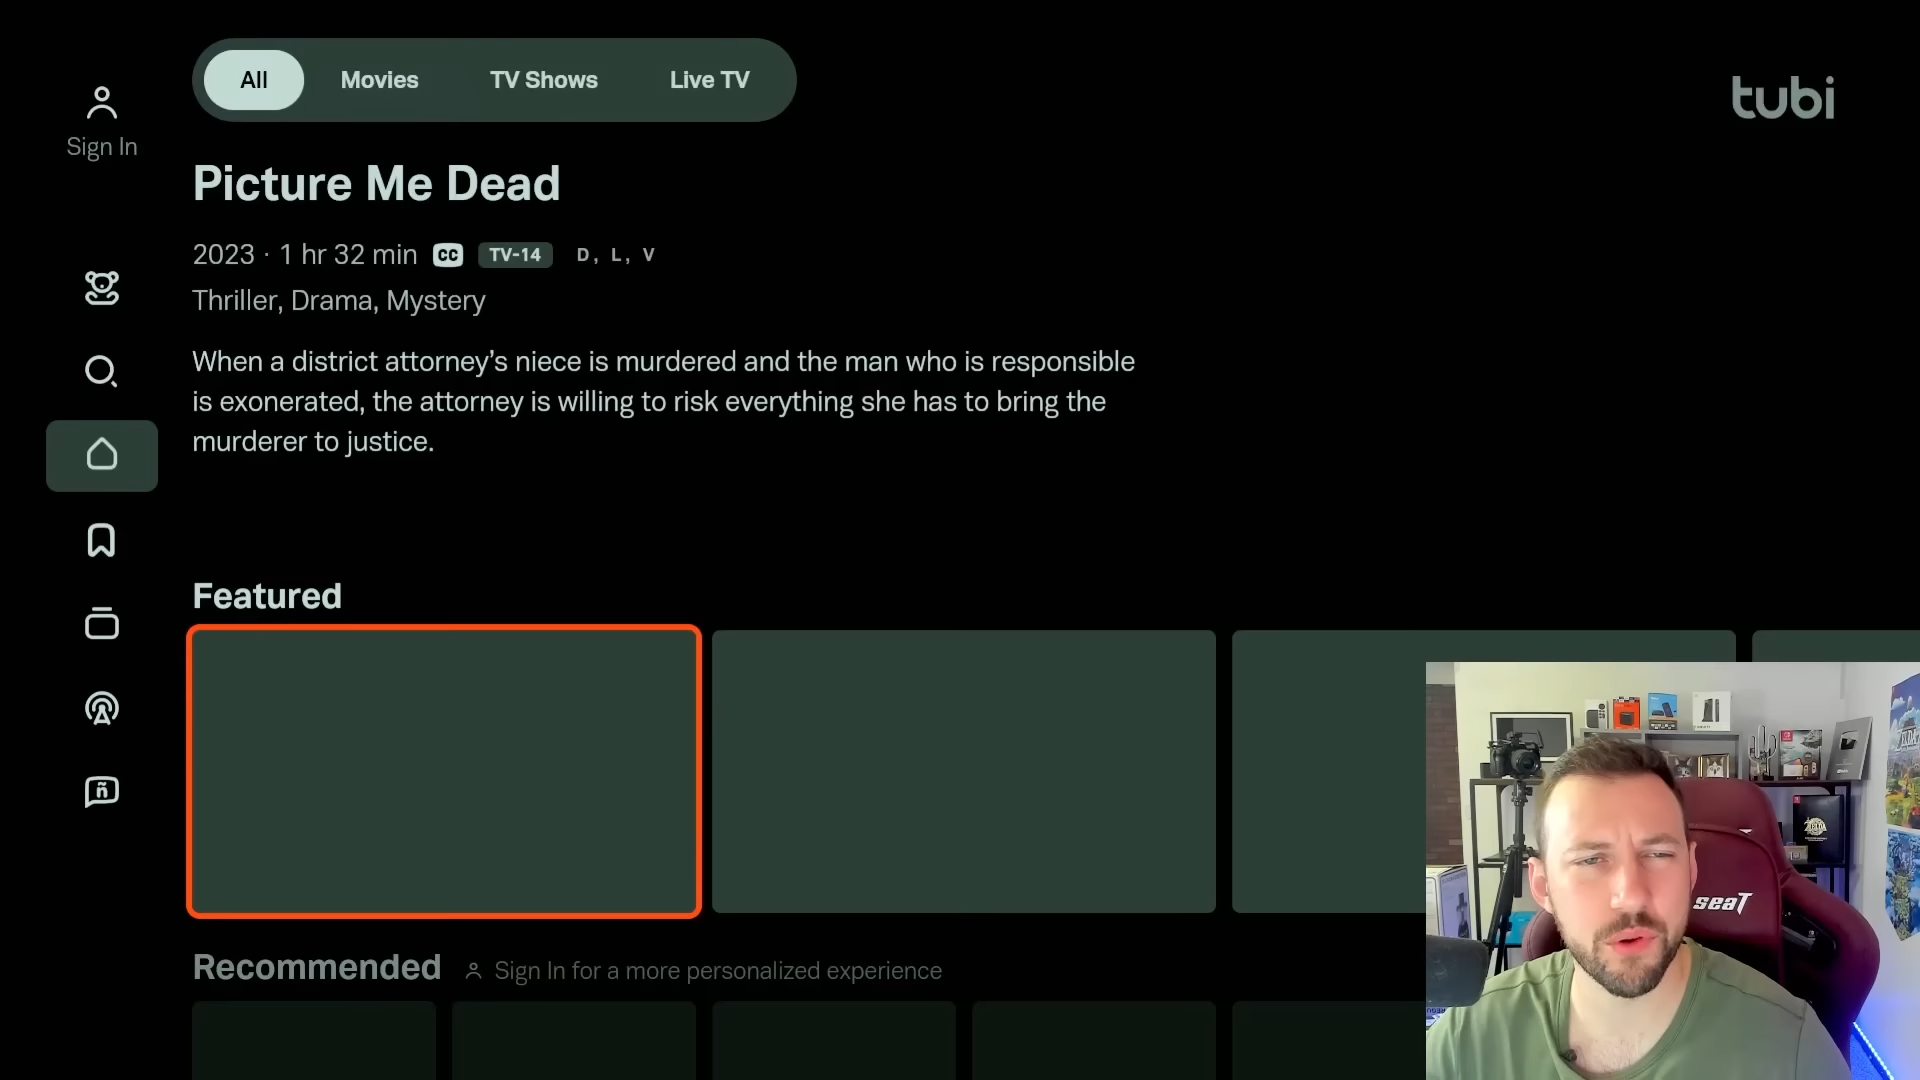 All
Movies
TV Shows
Live TV
tubi
Sign In
Picture Me Dead
2023 · 1 hr 32 min CC TV-14 D, L, V
Thriller, Drama, Mystery
When a district attorney’s niece is murdered and the man who is responsible
is exonerated, the attorney is willing to risk everything she has to bring the
murderer to justice.
ñ
Featured
Recommended
Sign In for a more personalized experience
ZELDA
seaT